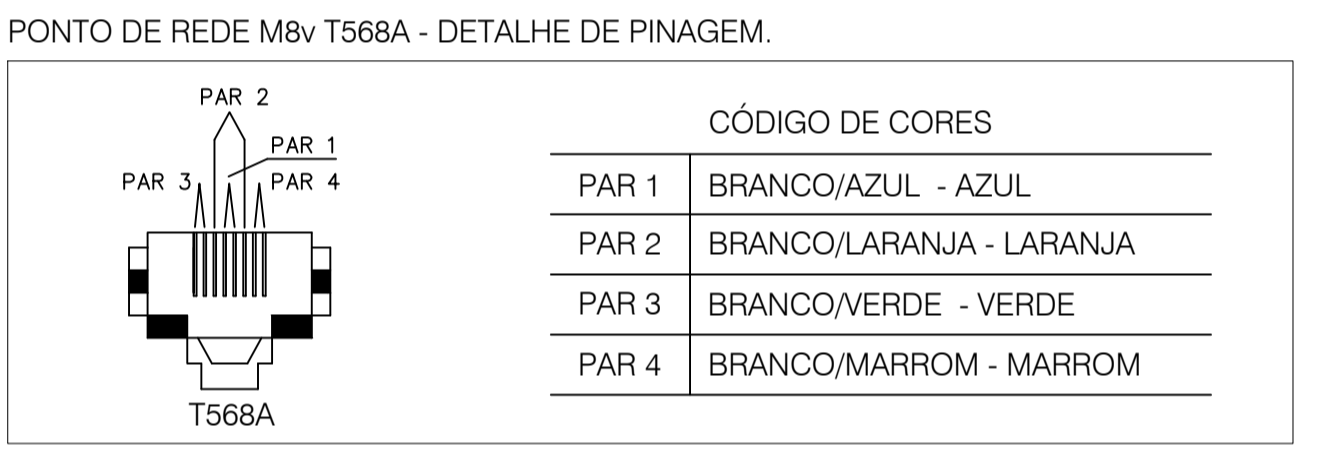 PONTO DE REDE M8v T568A - DETALHE DE PINAGEM.
PAR 2
PAR 1
PAR 3
PAR 4
T568A
CÓDIGO DE CORES
PAR 1 BRANCO/AZUL - AZUL
PAR 2 BRANCO/LARANJA - LARANJA
PAR 3 BRANCO/VERDE - VERDE
PAR 4 BRANCO/MARROM - MARROM